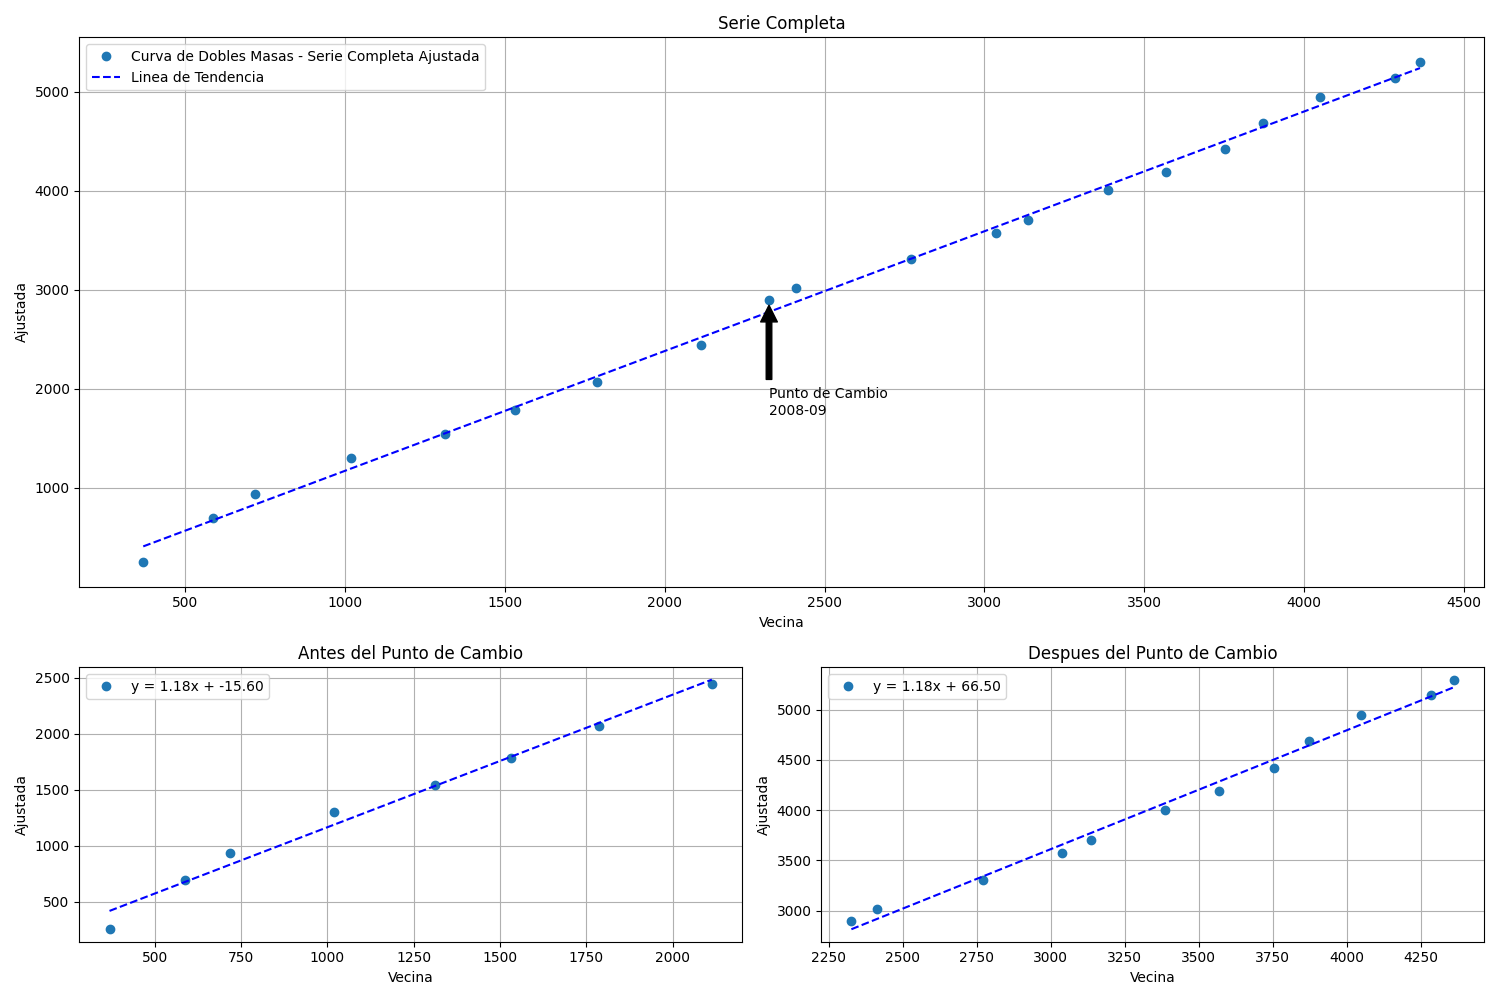 Serie Completa
Curva de Dobles Masas - Serie Completa Ajustada
Linea de Tendencia
5000
4000
3000
2000
1000
Ajustada
Punto de Cambio
2008-09
500
1000
1500
2000
2500
3000
3500
4000
4500
Vecina
Antes del Punto de Cambio
y = 1.18x + -15.60
2500
2000
1500
1000
500
Ajustada
500
750
1000
1250
1500
1750
2000
Vecina
Despues del Punto de Cambio
y = 1.18x + 66.50
5000
4500
4000
3500
3000
Ajustada
2250
2500
2750
3000
3250
3500
3750
4000
4250
Vecina